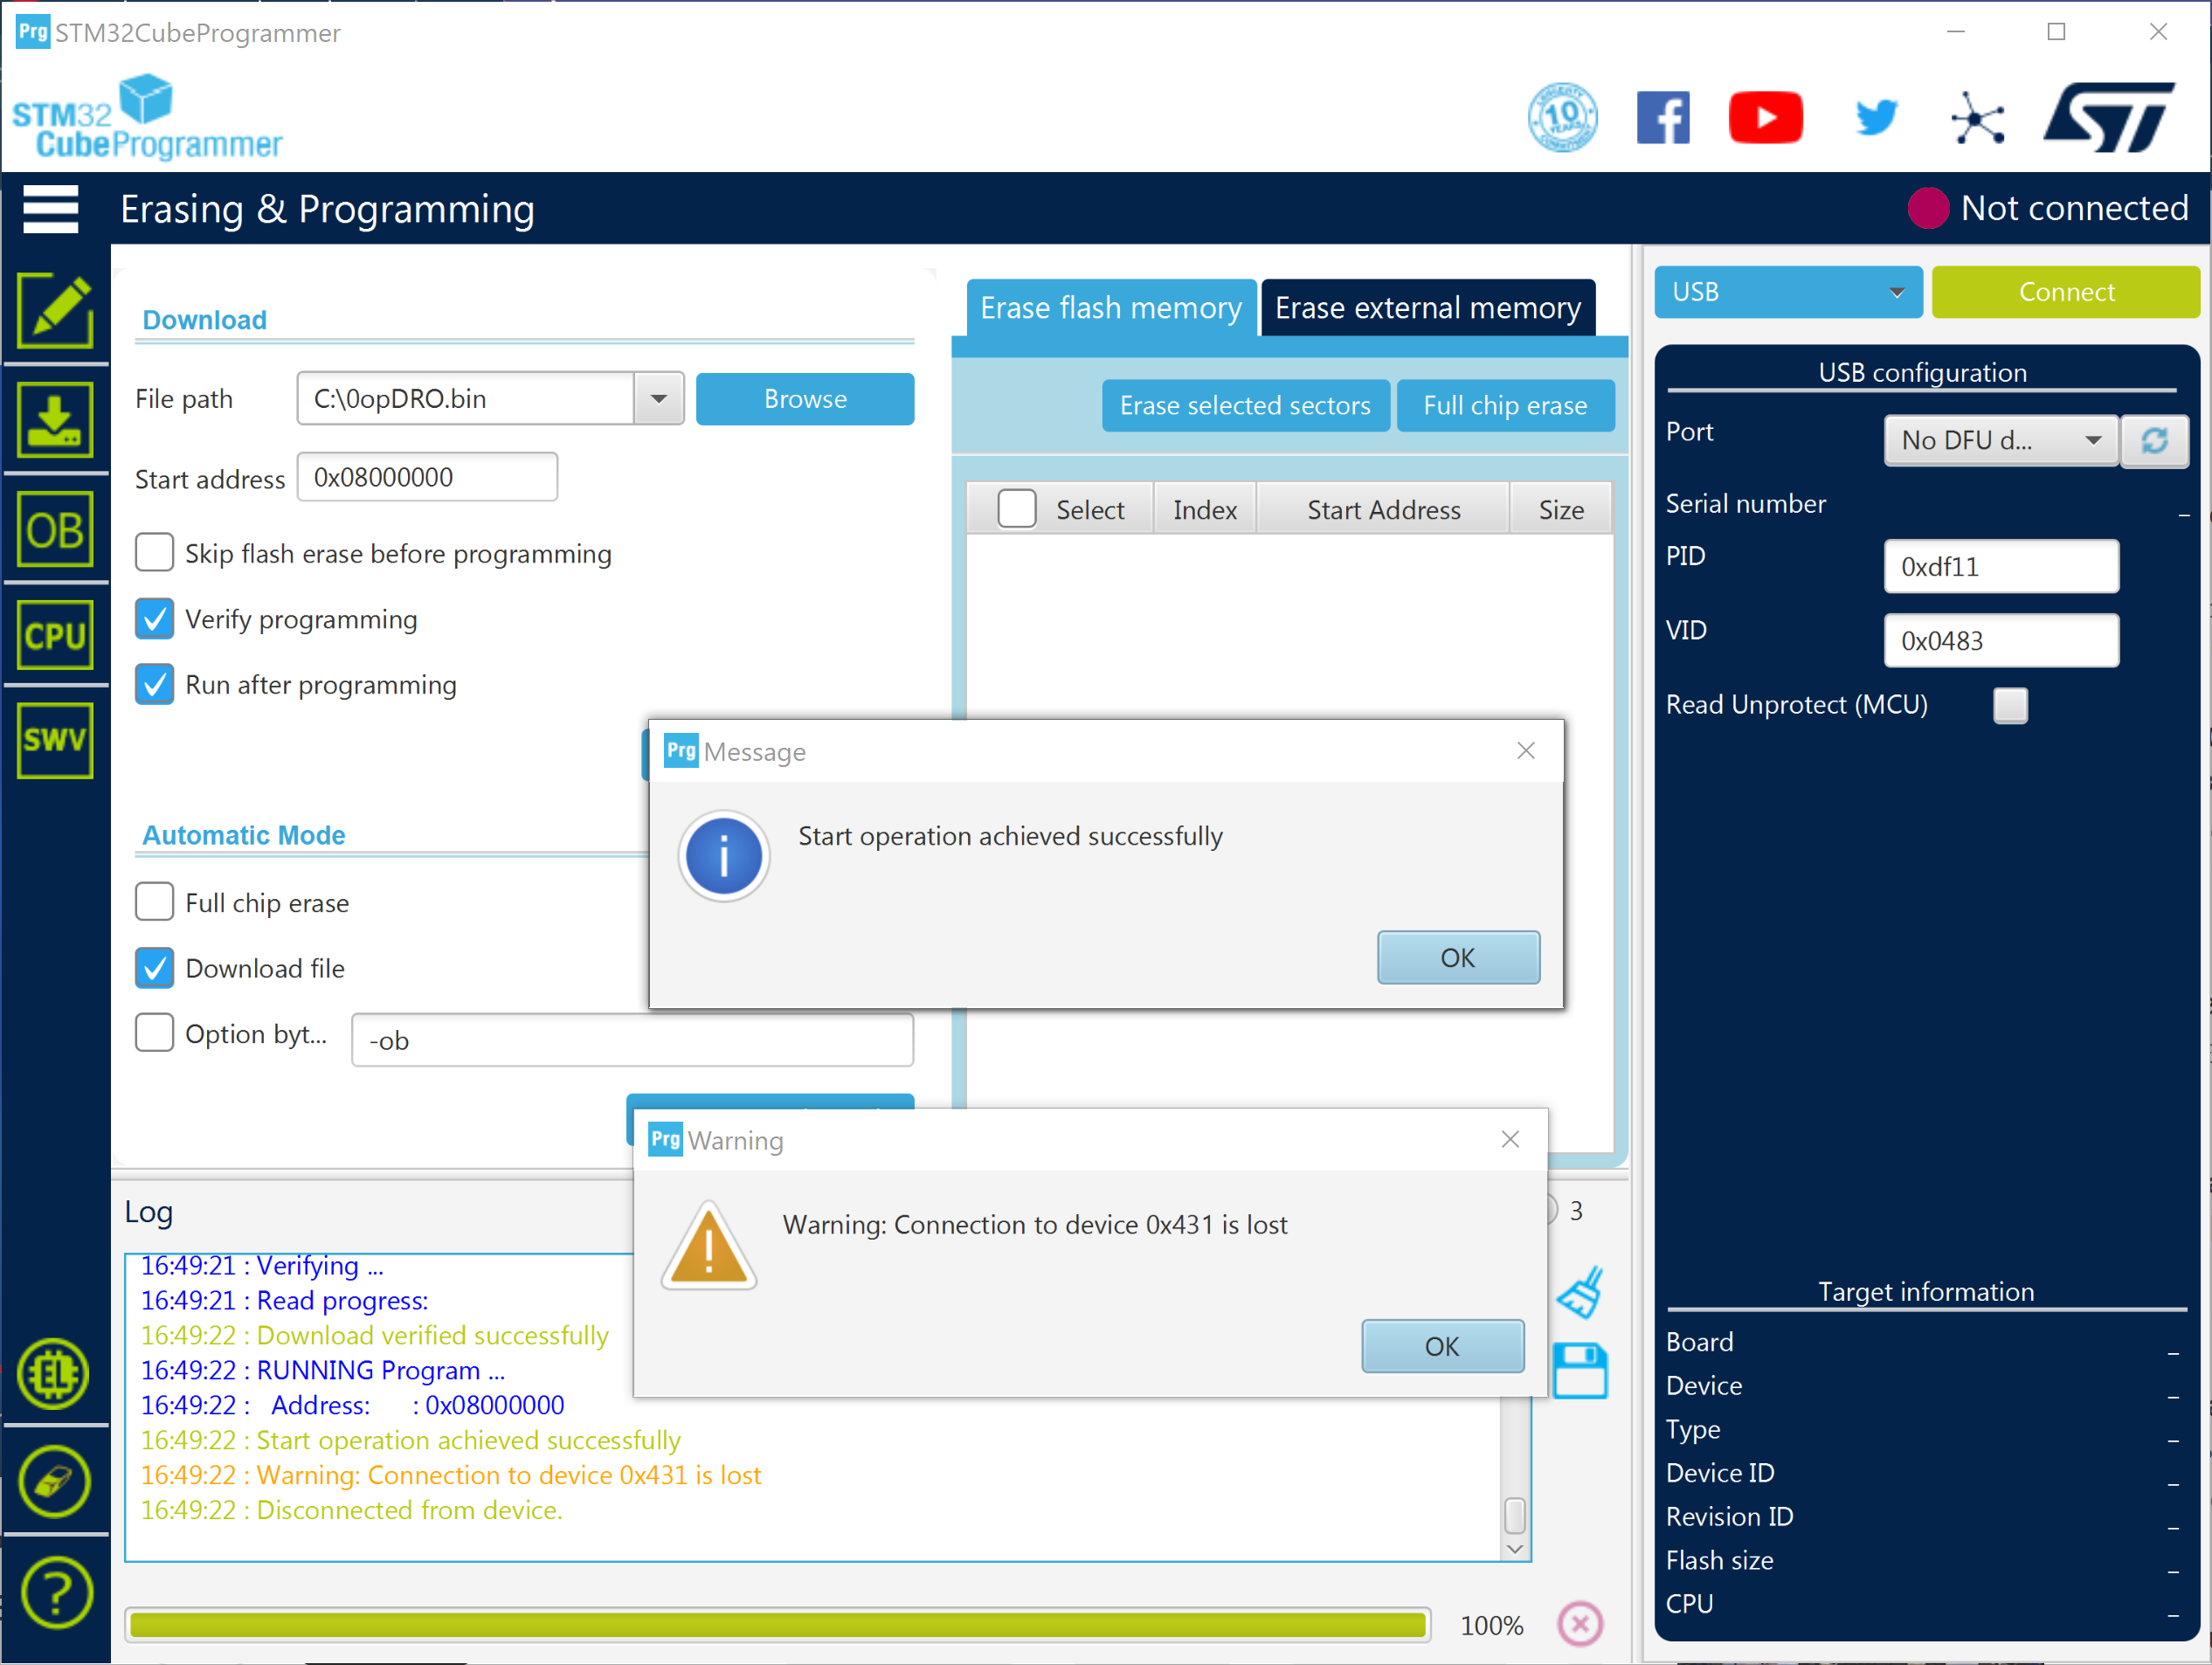 Prg STM32CubeProgrammer
STM32
CubeProgrammer
LONGEVITY 10 YEARS COMMITMENT
ST
Erasing & Programming
Not connected
Download
File path C:\0opDRO.bin Browse
Start address 0x08000000
Skip flash erase before programming
Verify programming
Run after programming
Automatic Mode
Full chip erase
Download file
Option byt... -ob
Erase flash memory Erase external memory
Erase selected sectors Full chip erase
Select Index Start Address Size
USB Connect
USB configuration
Port No DFU d...
Serial number _
PID 0xdf11
VID 0x0483
Read Unprotect (MCU)
OB
CPU
SWV
EL
?
Prg Message
i
Start operation achieved successfully
OK
Prg Warning
!
Warning: Connection to device 0x431 is lost
OK
Log
3
16:49:21 : Verifying ...
16:49:21 : Read progress:
16:49:22 : Download verified successfully
16:49:22 : RUNNING Program ...
16:49:22 :   Address:      : 0x08000000
16:49:22 : Start operation achieved successfully
16:49:22 : Warning: Connection to device 0x431 is lost
16:49:22 : Disconnected from device.
100%
Target information
Board _
Device _
Type _
Device ID _
Revision ID _
Flash size _
CPU _